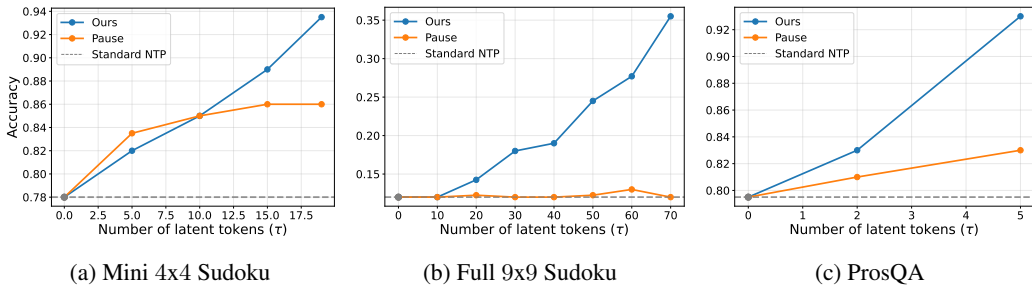 Ours
Pause
Standard NTP
Accuracy
0.94
0.92
0.90
0.88
0.86
0.84
0.82
0.80
0.78
0.0 2.5 5.0 7.5 10.0 12.5 15.0 17.5
Number of latent tokens (τ)
(a) Mini 4x4 Sudoku
Ours
Pause
Standard NTP
0.35
0.30
0.25
0.20
0.15
0 10 20 30 40 50 60 70
Number of latent tokens (τ)
(b) Full 9x9 Sudoku
Ours
Pause
Standard NTP
0.92
0.90
0.88
0.86
0.84
0.82
0.80
0 1 2 3 4 5
Number of latent tokens (τ)
(c) ProsQA